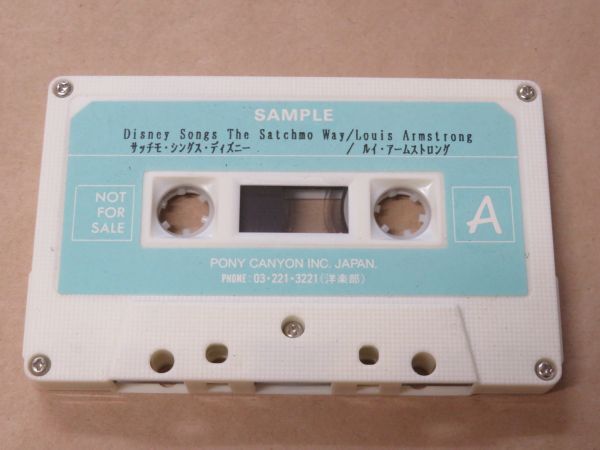 SAMPLE
Disney Songs The Satchmo Way/Louis Armstrong
サッチモ・シングス・ディズニー / ルイ・アームストロング
NOT
FOR
SALE
A
PONY CANYON INC. JAPAN.
PHONE: 03・221・3221(洋楽部)